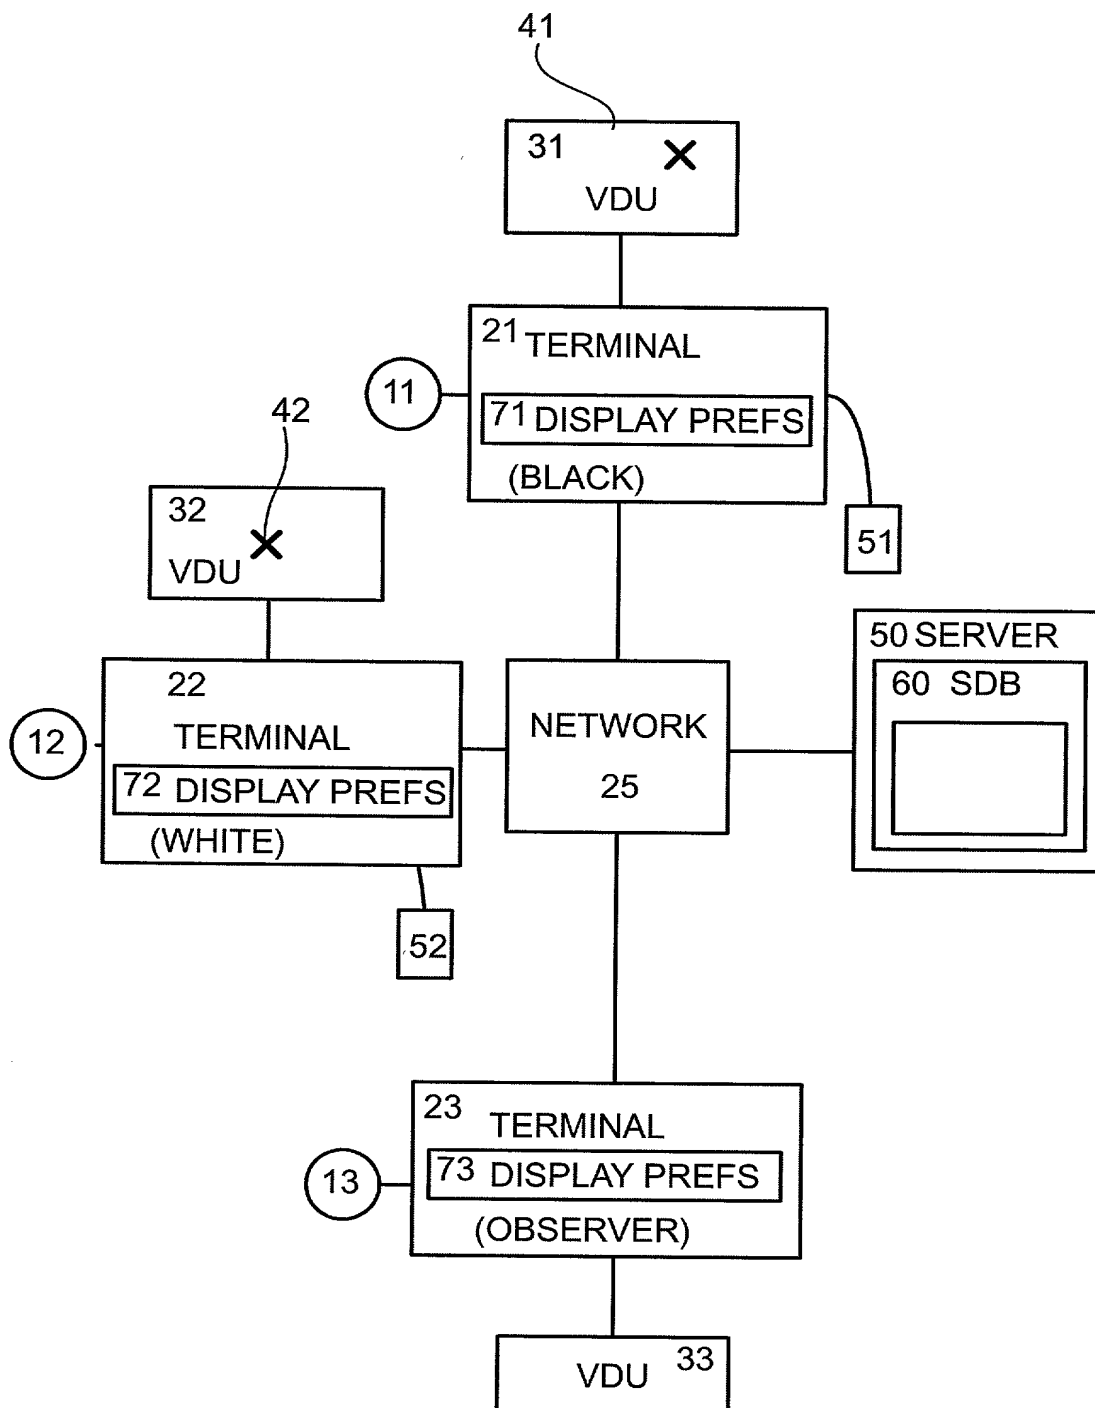 41
31
VDU
21 TERMINAL
11
71 DISPLAY PREFS
(BLACK)
51
42
32
VDU
50 SERVER
60 SDB
22
TERMINAL
12
72 DISPLAY PREFS
(WHITE)
52
NETWORK
25
23 TERMINAL
13
73 DISPLAY PREFS
(OBSERVER)
VDU 33